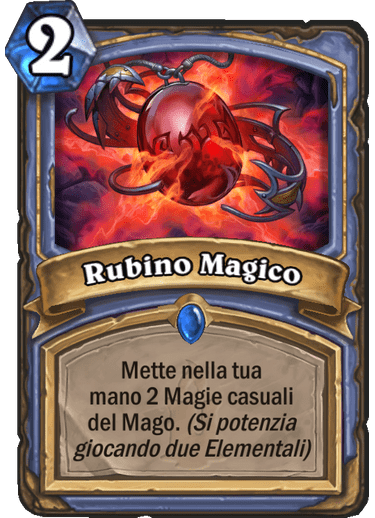 2
Rubino Magico
Mette nella tua
mano 2 Magie casuali
del Mago. (Si potenzia
giocando due Elementali)